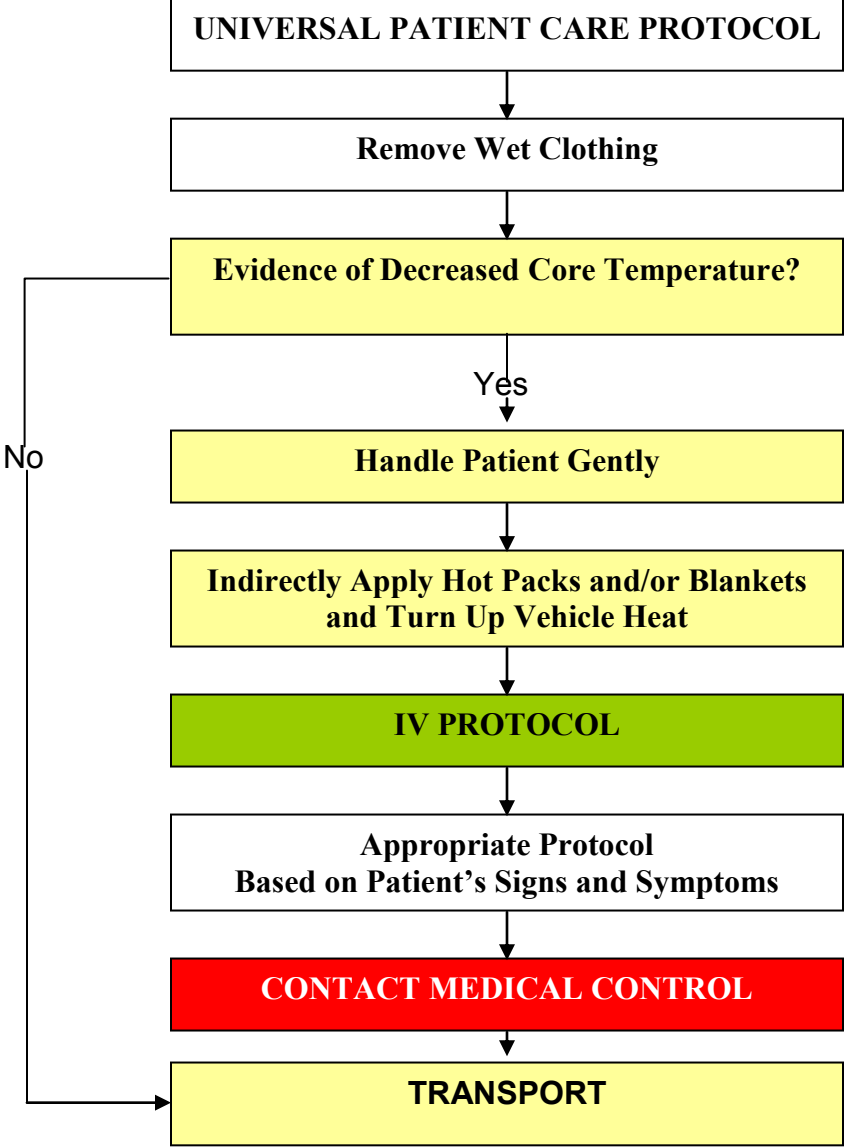 UNIVERSAL PATIENT CARE PROTOCOL
Remove Wet Clothing
Evidence of Decreased Core Temperature?
Yes
No
Handle Patient Gently
Indirectly Apply Hot Packs and/or Blankets
and Turn Up Vehicle Heat
IV PROTOCOL
Appropriate Protocol
Based on Patient’s Signs and Symptoms
CONTACT MEDICAL CONTROL
TRANSPORT